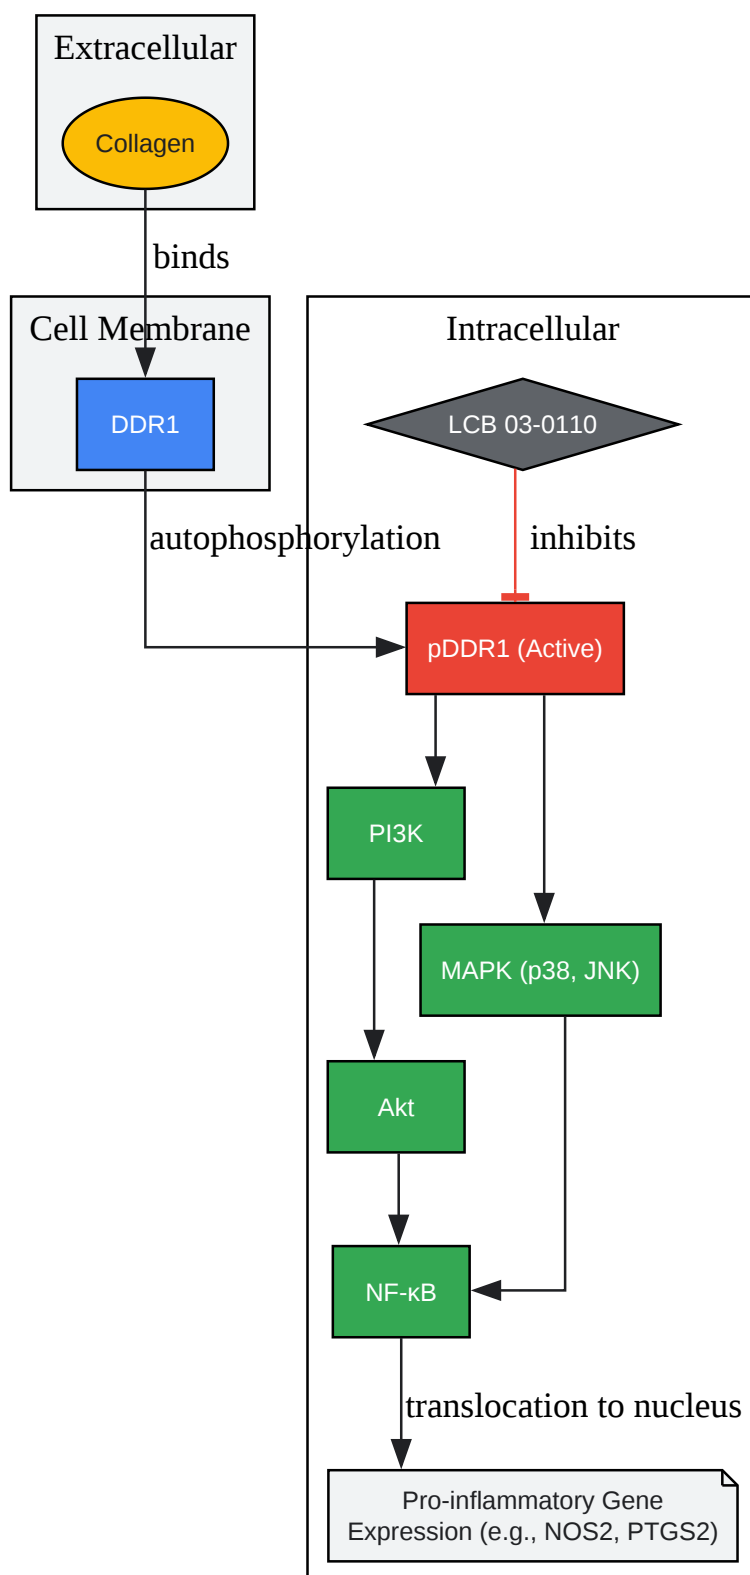 Extracellular
Collagen
binds
Cell Membrane
DDR1
Intracellular
LCB 03-0110
autophosphorylation
inhibits
pDDR1 (Active)
PI3K
MAPK (p38, JNK)
Akt
NF-κB
translocation to nucleus
Pro-inflammatory Gene
Expression (e.g., NOS2, PTGS2)